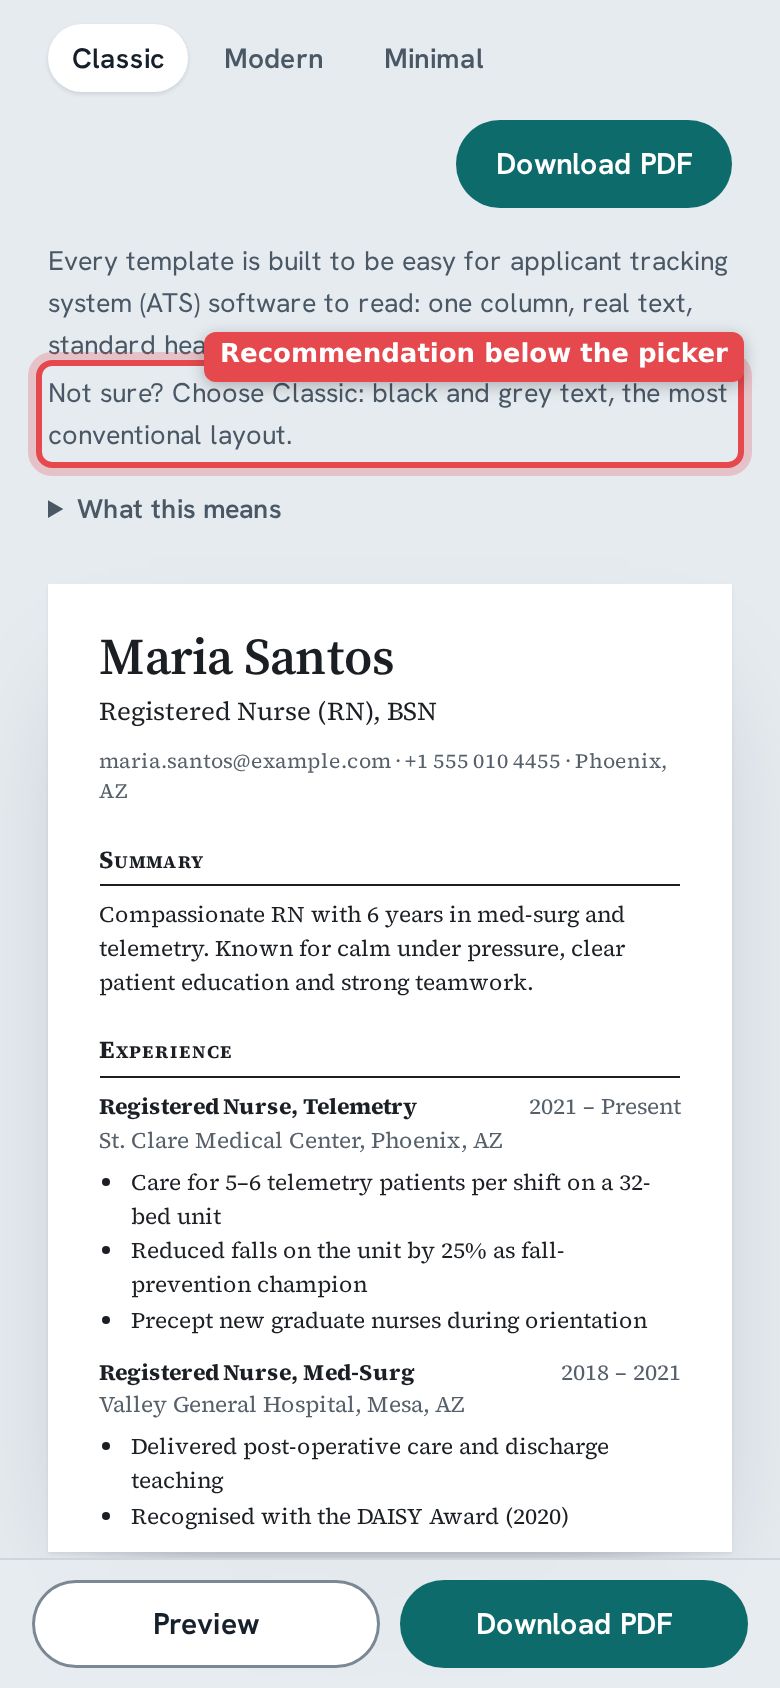 Classic Modern Minimal
Download PDF
Every template is built to be easy for applicant tracking
system (ATS) software to read: one column, real text,
standard hea
Recommendation below the picker
Not sure? Choose Classic: black and grey text, the most
conventional layout.
What this means
Maria Santos
Registered Nurse (RN), BSN
maria.santos@example.com · +1 555 010 4455 · Phoenix,
AZ
Summary
Compassionate RN with 6 years in med-surg and
telemetry. Known for calm under pressure, clear
patient education and strong teamwork.
Experience
Registered Nurse, Telemetry 2021 – Present
St. Clare Medical Center, Phoenix, AZ
• Care for 5–6 telemetry patients per shift on a 32-
bed unit
• Reduced falls on the unit by 25% as fall-
prevention champion
• Precept new graduate nurses during orientation
Registered Nurse, Med-Surg 2018 – 2021
Valley General Hospital, Mesa, AZ
• Delivered post-operative care and discharge
teaching
• Recognised with the DAISY Award (2020)
Preview Download PDF